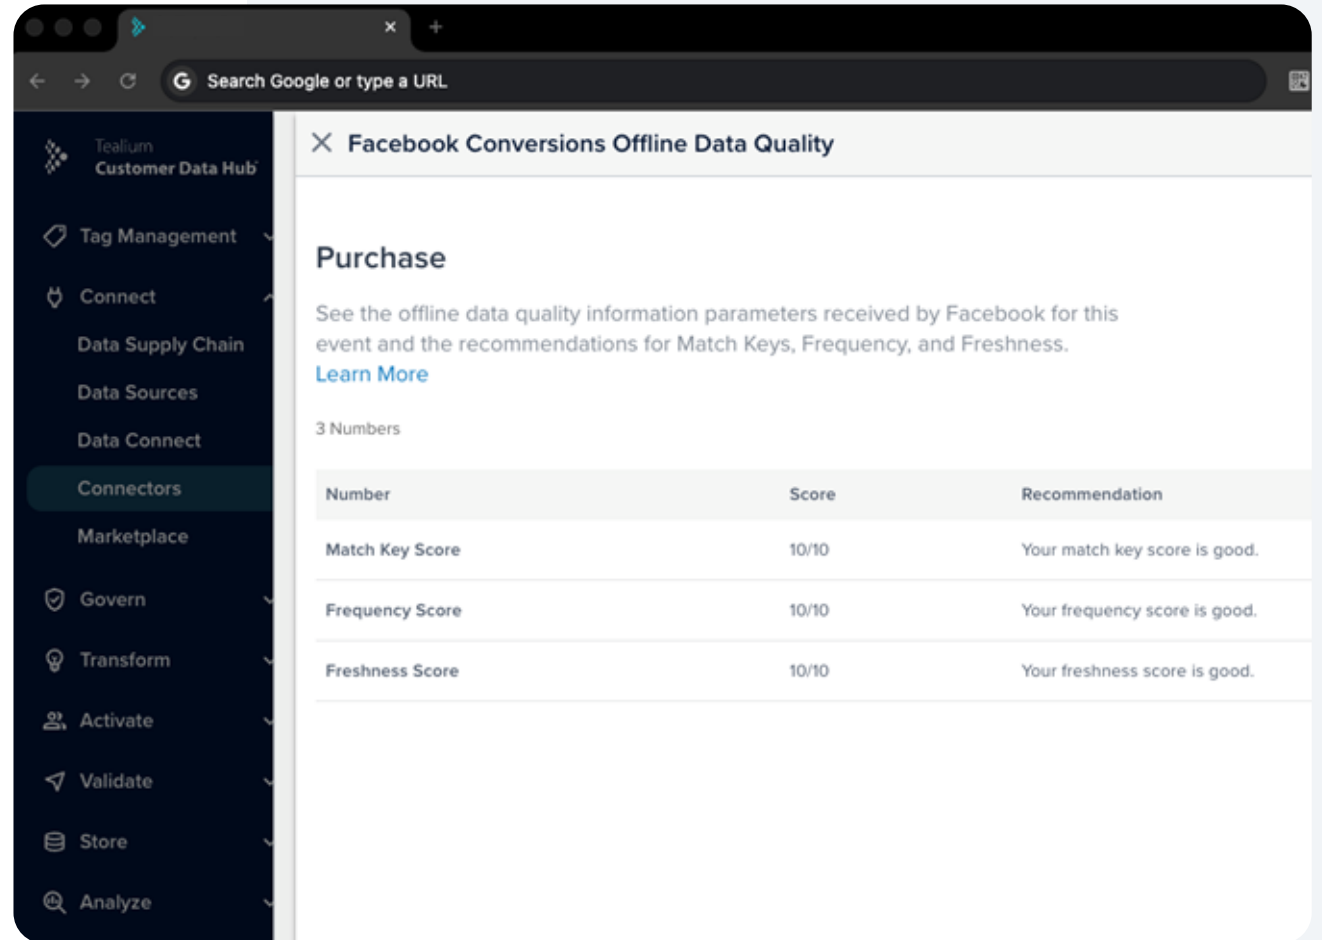 Search Google or type a URL
Tealium
Customer Data Hub
Tag Management
Connect
Data Supply Chain
Data Sources
Data Connect
Connectors
Marketplace
Govern
Transform
Activate
Validate
Store
Analyze
Facebook Conversions Offline Data Quality
Purchase
See the offline data quality information parameters received by Facebook for this
event and the recommendations for Match Keys, Frequency, and Freshness.
Learn More
3 Numbers
Number Score Recommendation
Match Key Score 10/10 Your match key score is good.
Frequency Score 10/10 Your frequency score is good.
Freshness Score 10/10 Your freshness score is good.